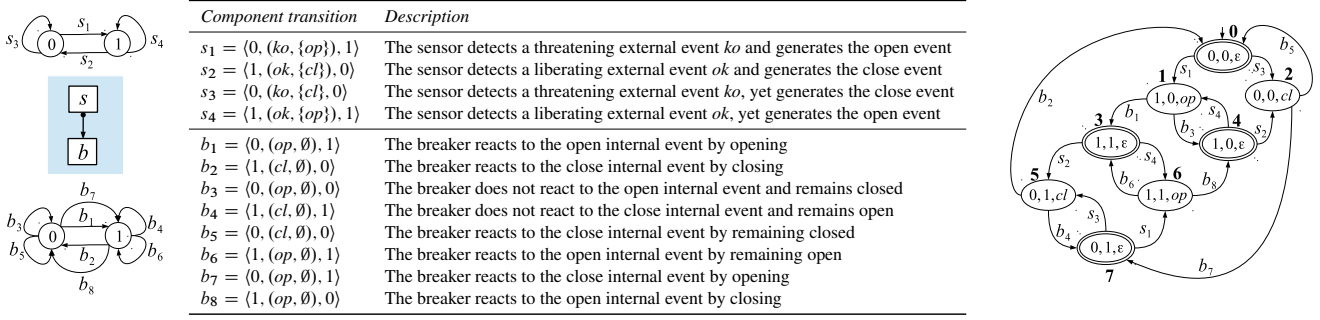 s3
0
s1
1
s4
s2
s
b
b7
b3
b1
b4
0
1
b5
b2
b6
b8
Component transition Description
s1 = ⟨0, (ko, {op}), 1⟩ The sensor detects a threatening external event ko and generates the open event
s2 = ⟨1, (ok, {cl}), 0⟩ The sensor detects a liberating external event ok and generates the close event
s3 = ⟨0, (ko, {cl}, 0⟩ The sensor detects a threatening external event ko, yet generates the close event
s4 = ⟨1, (ok, {op}), 1⟩ The sensor detects a liberating external event ok, yet generates the open event
b1 = ⟨0, (op, ∅), 1⟩ The breaker reacts to the open internal event by opening
b2 = ⟨1, (cl, ∅), 0⟩ The breaker reacts to the close internal event by closing
b3 = ⟨0, (op, ∅), 0⟩ The breaker does not react to the open internal event and remains closed
b4 = ⟨1, (cl, ∅), 1⟩ The breaker does not react to the close internal event and remains open
b5 = ⟨0, (cl, ∅), 0⟩ The breaker reacts to the close internal event by remaining closed
b6 = ⟨1, (op, ∅), 1⟩ The breaker reacts to the open internal event by remaining open
b7 = ⟨0, (op, ∅), 1⟩ The breaker reacts to the close internal event by opening
b8 = ⟨1, (op, ∅), 0⟩ The breaker reacts to the open internal event by closing
0
0,0,ε
b5
s1
s3
1
2
b2
1,0,op
0,0,cl
3
b1
s4
4
b3
s2
1,1,ε
1,0,ε
s2
s4
5
6
b6
b8
0,1,cl
1,1,op
s3
b4
s1
0,1,ε
7
b7